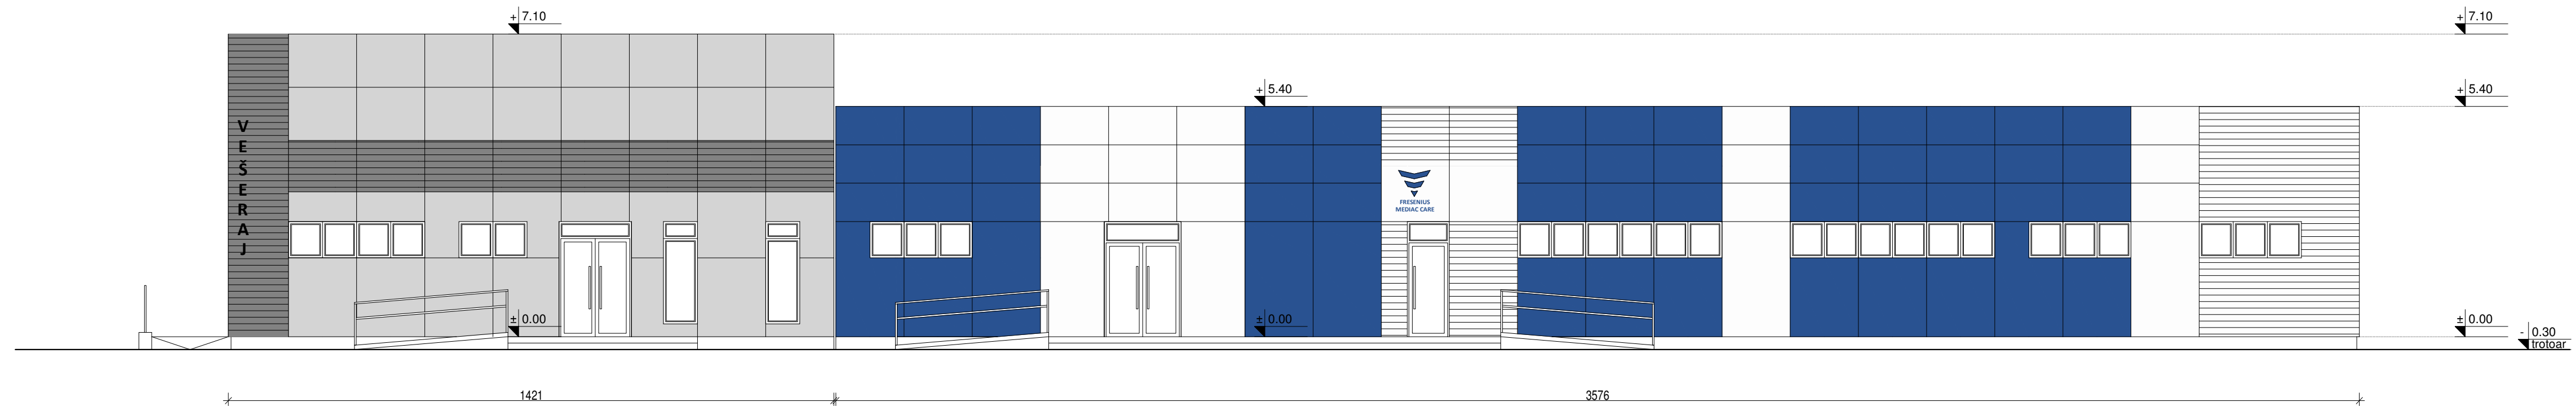 + 7.10
+ 7.10
+ 5.40
+ 5.40
VEŠERAJ
FRESENIUS
MEDIAC CARE
± 0.00
± 0.00
± 0.00
- 0.30
trotoar
1421
3576